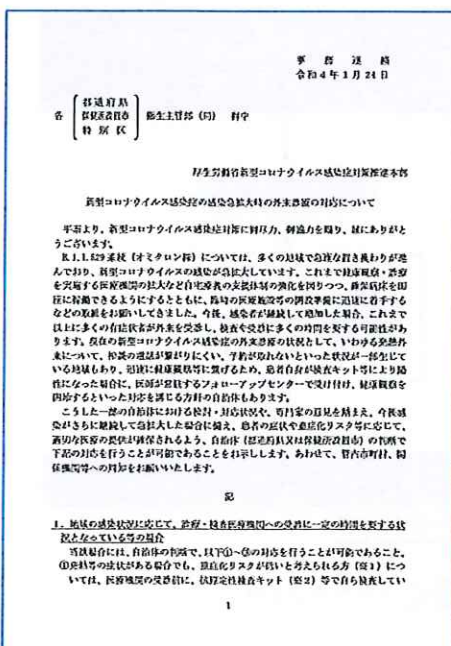 事務連絡
令和4年1月24日
都道府県
各 保健所設置市 衛生主管部（局） 御中
特別区
厚生労働省新型コロナウイルス感染症対策推進本部
新型コロナウイルス感染症の感染急拡大時の外来診療の対応について
平素より、新型コロナウイルス感染症対策に御尽力、御協力を賜り、誠にありがと
うございます。
B.1.1.529系統（オミクロン株）については、多くの地域で急速な置き換わりが進
んでおり、新型コロナウイルスの感染が急拡大しています。これまで健康観察・診療
を実施する医療機関の拡大など自宅療養の支援体制の強化を図りつつ、確保病床を即
座に稼働できるようにするとともに、臨時の医療施設等の開設準備に迅速に着手する
などの取組をお願いしてきました。今後、感染者が継続して増加した場合、これまで
以上に多くの有症状者が外来を受診し、検査や受診に多くの時間を要する可能性があ
ります。現在の新型コロナウイルス感染症の外来診療の状況として、いわゆる発熱外
来について、相談の電話が繋がりにくい、予約が取れないといった状況が一部生じて
いる地域もあり、迅速に健康観察等に繋げるため、患者自身が検査キット等により陽
性になった場合に、医師が常駐するフォローアップセンターで受け付け、健康観察を
開始するといった対応を講じる方針の自治体もあります。
こうした一部の自治体における検討・対応状況や、専門家の意見を踏まえ、今後感
染がさらに継続して急拡大した場合に備え、患者の症状や重症化リスク等に応じて、
適切な医療の提供が確保されるよう、自治体（都道府県又は保健所設置市）の判断で
下記の対応を行うことが可能であることをお示しします。あわせて、管内市町村、関
係機関等への周知をお願いいたします。
記
1．地域の感染状況に応じて、診療・検査医療機関への受診に一定の時間を要する状
況となっている等の場合
当該場合には、自治体の判断で、以下①～③の対応を行うことが可能であること。
①発熱等の症状がある場合でも、重症化リスクが低いと考えられる方（※1）につ
いては、医療機関の受診前に、抗原定性検査キット（※2）等で自ら検査してい
1